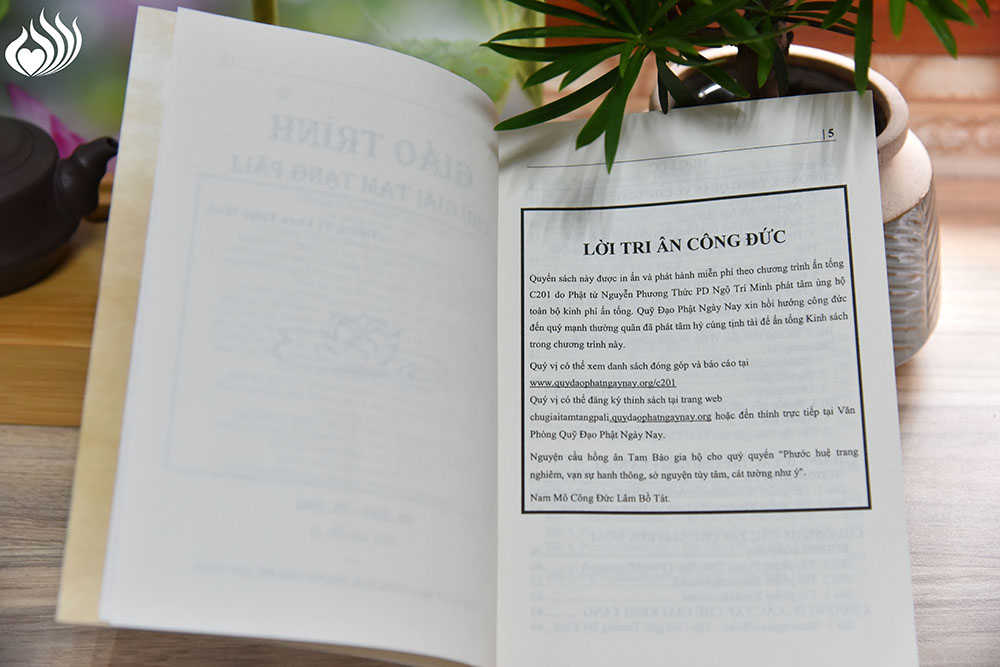 GIÁO TRÌNH
GIẢI TAM TẠNG PĀLI
| 5
LỜI TRI ÂN CÔNG ĐỨC
Quyển sách này được in ấn và phát hành miễn phí theo chương trình ấn tống
C201 do Phật tử Nguyễn Phương Thức PD Ngộ Trí Minh phát tâm ủng hộ
toàn bộ kinh phí ấn tống. Quỹ Đạo Phật Ngày Nay xin hồi hướng công đức
đến quý mạnh thường quân đã phát tâm hỷ cúng tịnh tài để ấn tống Kinh sách
trong chương trình này.
Quý vị có thể xem danh sách đóng góp và báo cáo tại
www.quydaophatngaynay.org/c201
Quý vị có thể đăng ký thỉnh sách tại trang web
chugiaitamtangpali.quydaophatngaynay.org hoặc đến thỉnh trực tiếp tại Văn
Phòng Quỹ Đạo Phật Ngày Nay.
Nguyện cầu hồng ân Tam Bảo gia hộ cho quý quyến "Phước huệ trang
nghiêm, vạn sự hanh thông, sở nguyện tùy tâm, cát tường như ý".
Nam Mô Công Đức Lâm Bồ Tát.